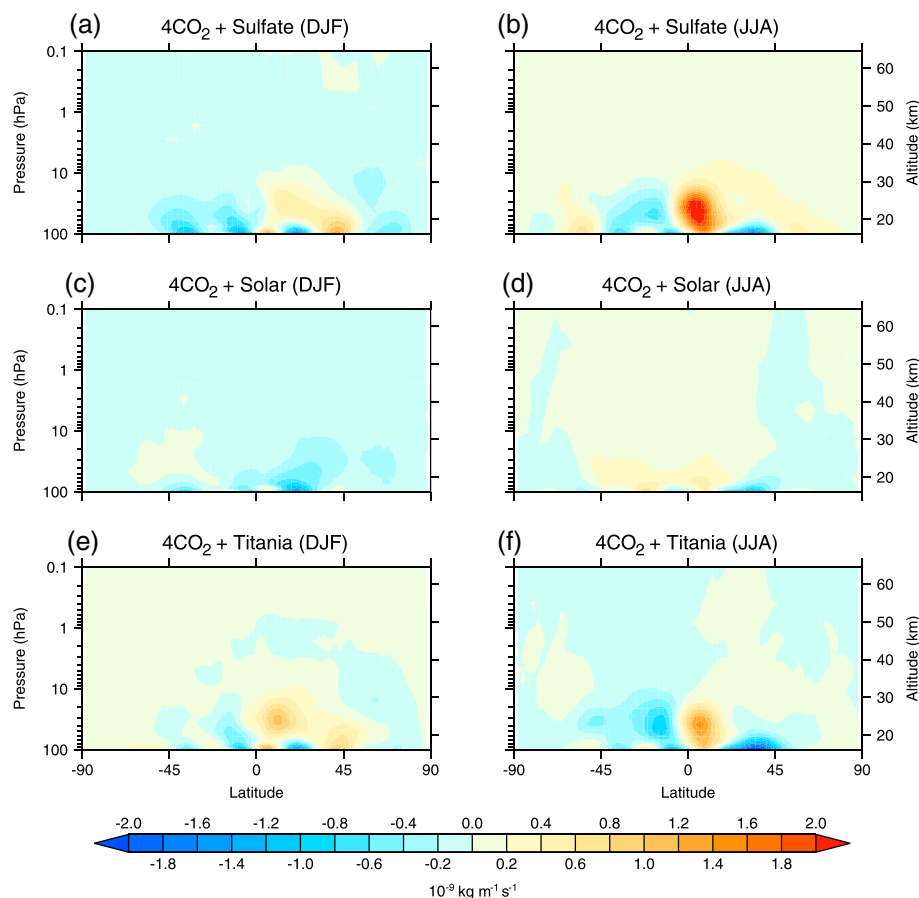 (a) 4CO2 + Sulfate (DJF)
(b) 4CO2 + Sulfate (JJA)
Pressure (hPa)
0.1
1
10
100
60
50
40
30
20
Altitude (km)
(c) 4CO2 + Solar (DJF)
(d) 4CO2 + Solar (JJA)
Pressure (hPa)
0.1
1
10
100
60
50
40
30
20
Altitude (km)
(e) 4CO2 + Titania (DJF)
(f) 4CO2 + Titania (JJA)
Pressure (hPa)
0.1
1
10
100
60
50
40
30
20
Altitude (km)
-90 -45 0 45 90
-90 -45 0 45 90
Latitude
Latitude
-2.0 -1.6 -1.2 -0.8 -0.4 0.0 0.4 0.8 1.2 1.6 2.0
-1.8 -1.4 -1.0 -0.6 -0.2 0.2 0.6 1.0 1.4 1.8
10⁻⁹ kg m⁻¹ s⁻¹